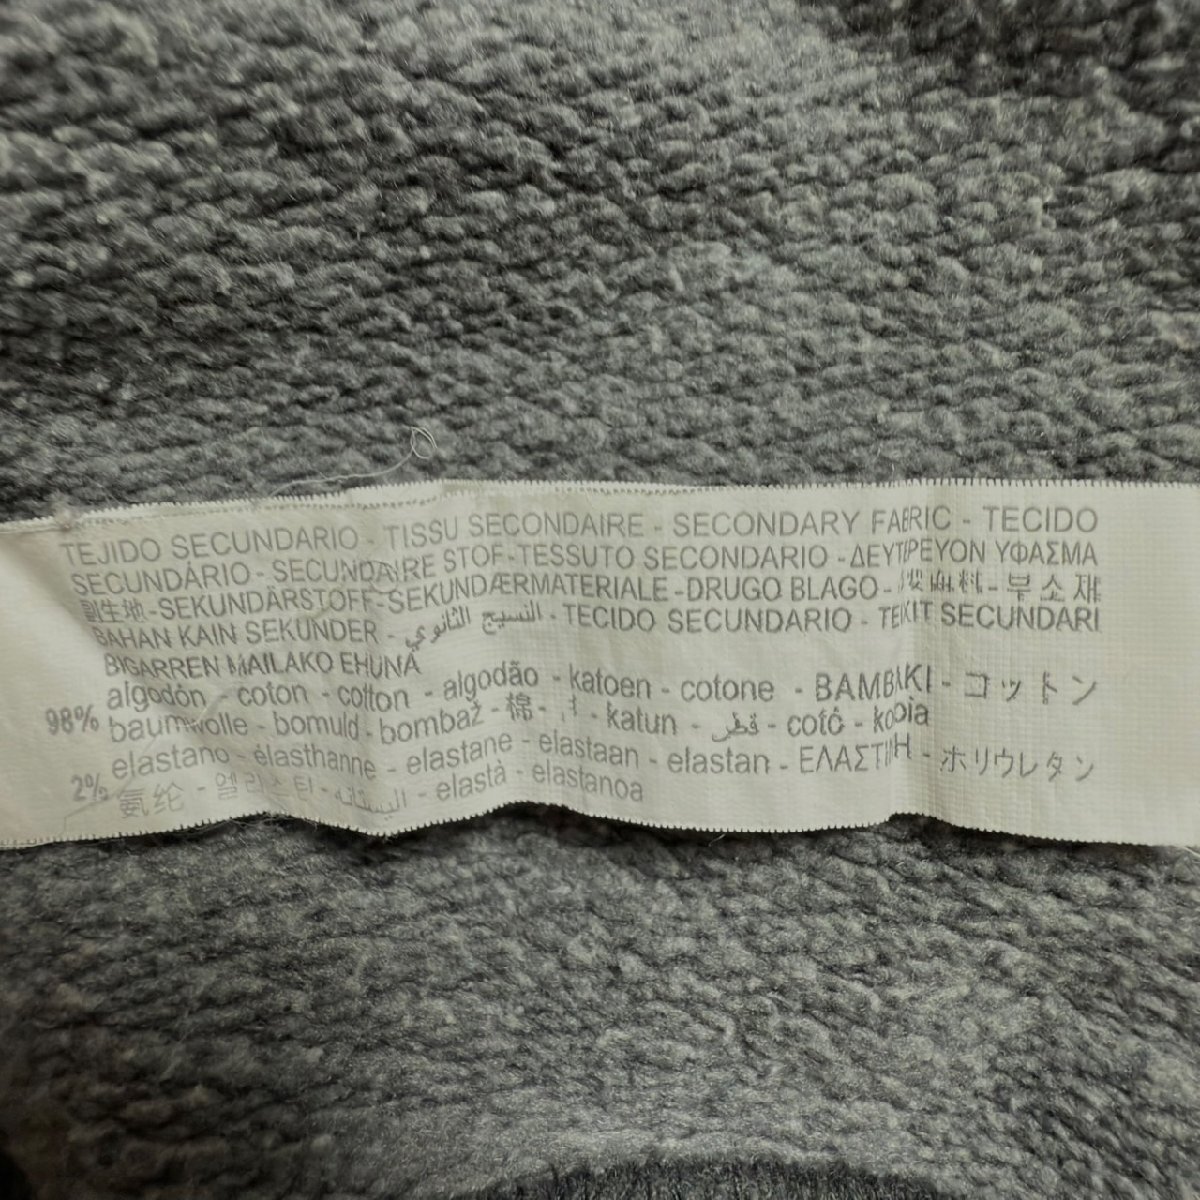 TEJIDO SECUNDARIO - TISSU SECONDAIRE - SECONDARY FABRIC - TECIDO
SECUNDÁRIO - SECUNDAIRE STOF - TESSUTO SECONDARIO - ΔΕΥΤΕΡΕΥΟΝ ΥΦΑΣΜΑ
副生地 - SEKUNDÄRSTOFF - SEKUNDÆRMATERIALE - DRUGO BLAGO - 부소재
BAHAN KAIN SEKUNDER - النسيج الثانوي - TECIDO SECUNDARIO - TEIXIT SECUNDARI
BIGARREN MAILAKO EHUNA
98% algodón - coton - cotton - algodão - katoen - cotone - BAMBAKI - コットン
baumwolle - bomuld - bombaž - 棉 - 면 - katun - قطن - cotó - kotoia
2% elastano - élasthanne - elastane - elastaan - elastan - ΕΛΑΣΤΙΝΗ - ポリウレタン
氨纶 - 엘라스틴 - اليستان - elastà - elastanoa